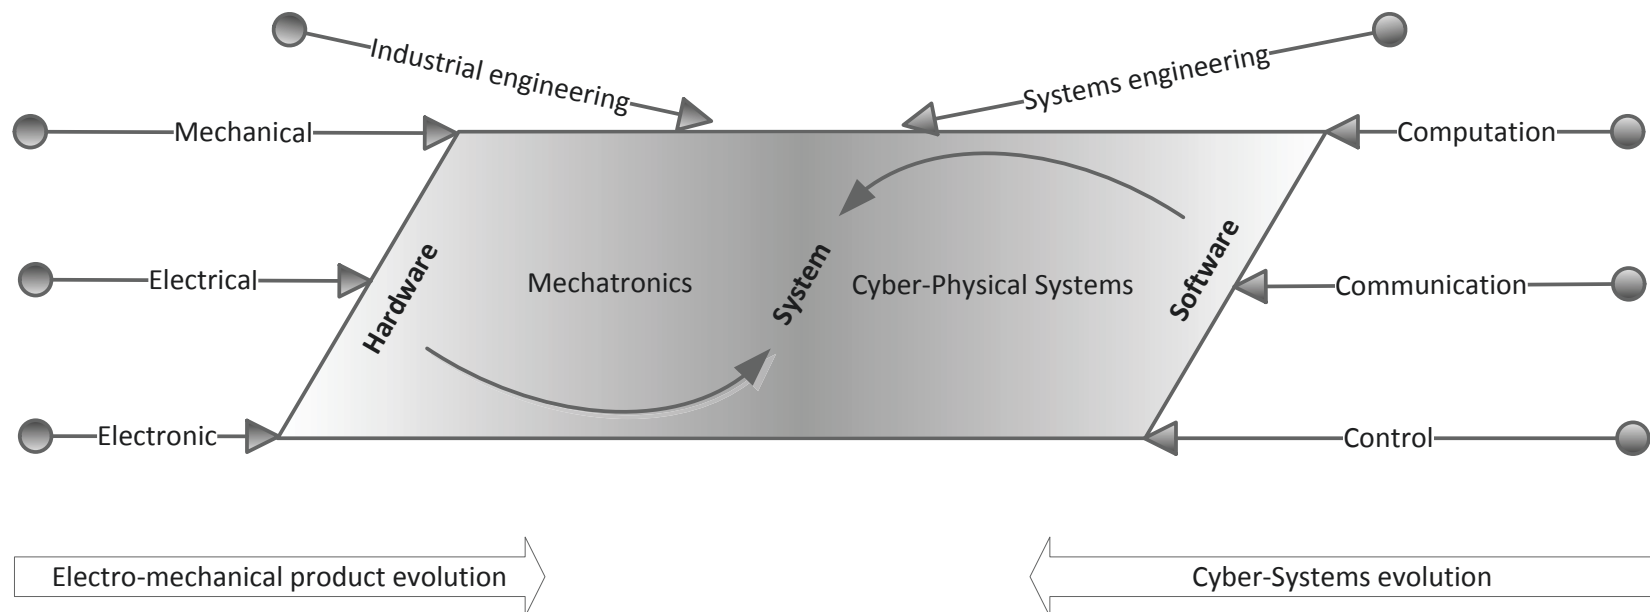 Industrial engineering
Systems engineering
Mechanical
Computation
Electrical
Hardware
Mechatronics
System
Cyber-Physical Systems
Software
Communication
Electronic
Control
Electro-mechanical product evolution
Cyber-Systems evolution